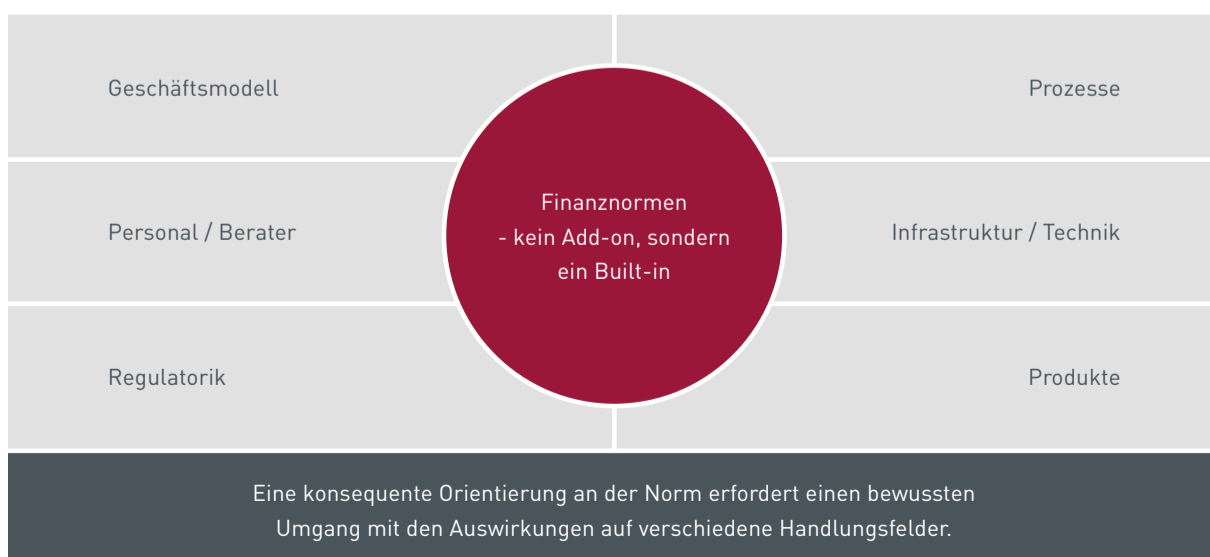 Geschäftsmodell
Prozesse
Personal / Berater
Finanznormen
- kein Add-on, sondern
ein Built-in
Infrastruktur / Technik
Regulatorik
Produkte
Eine konsequente Orientierung an der Norm erfordert einen bewussten
Umgang mit den Auswirkungen auf verschiedene Handlungsfelder.